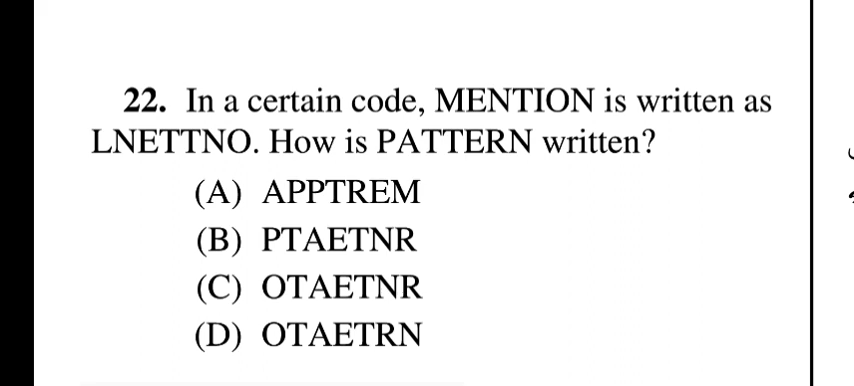 22. In a certain code, MENTION is written as
LNETTNO. How is PATTERN written?
(A) APPTREM
(B) PTAETNR
(C) OTAETNR
(D) OTAETRN